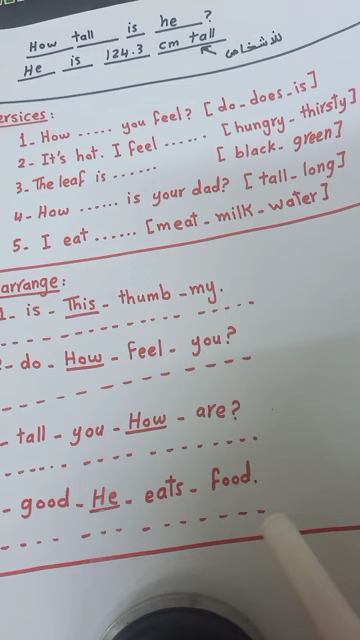 How tall is he ?
He is 124.3 cm tall
للأشخاص
ersices:
1- How ..... you feel? [do-does-is]
2- It's hot. I feel ...... [hungry-thirsty]
3- The leaf is ...... [black-green]
4- How ...... is your dad? [tall-long]
5- I eat ...... [meat-milk-water]
arrange:
1- is - This - thumb - my.
- do - How - Feel - you?
- tall - you - How - are?
- good - He - eats - food.